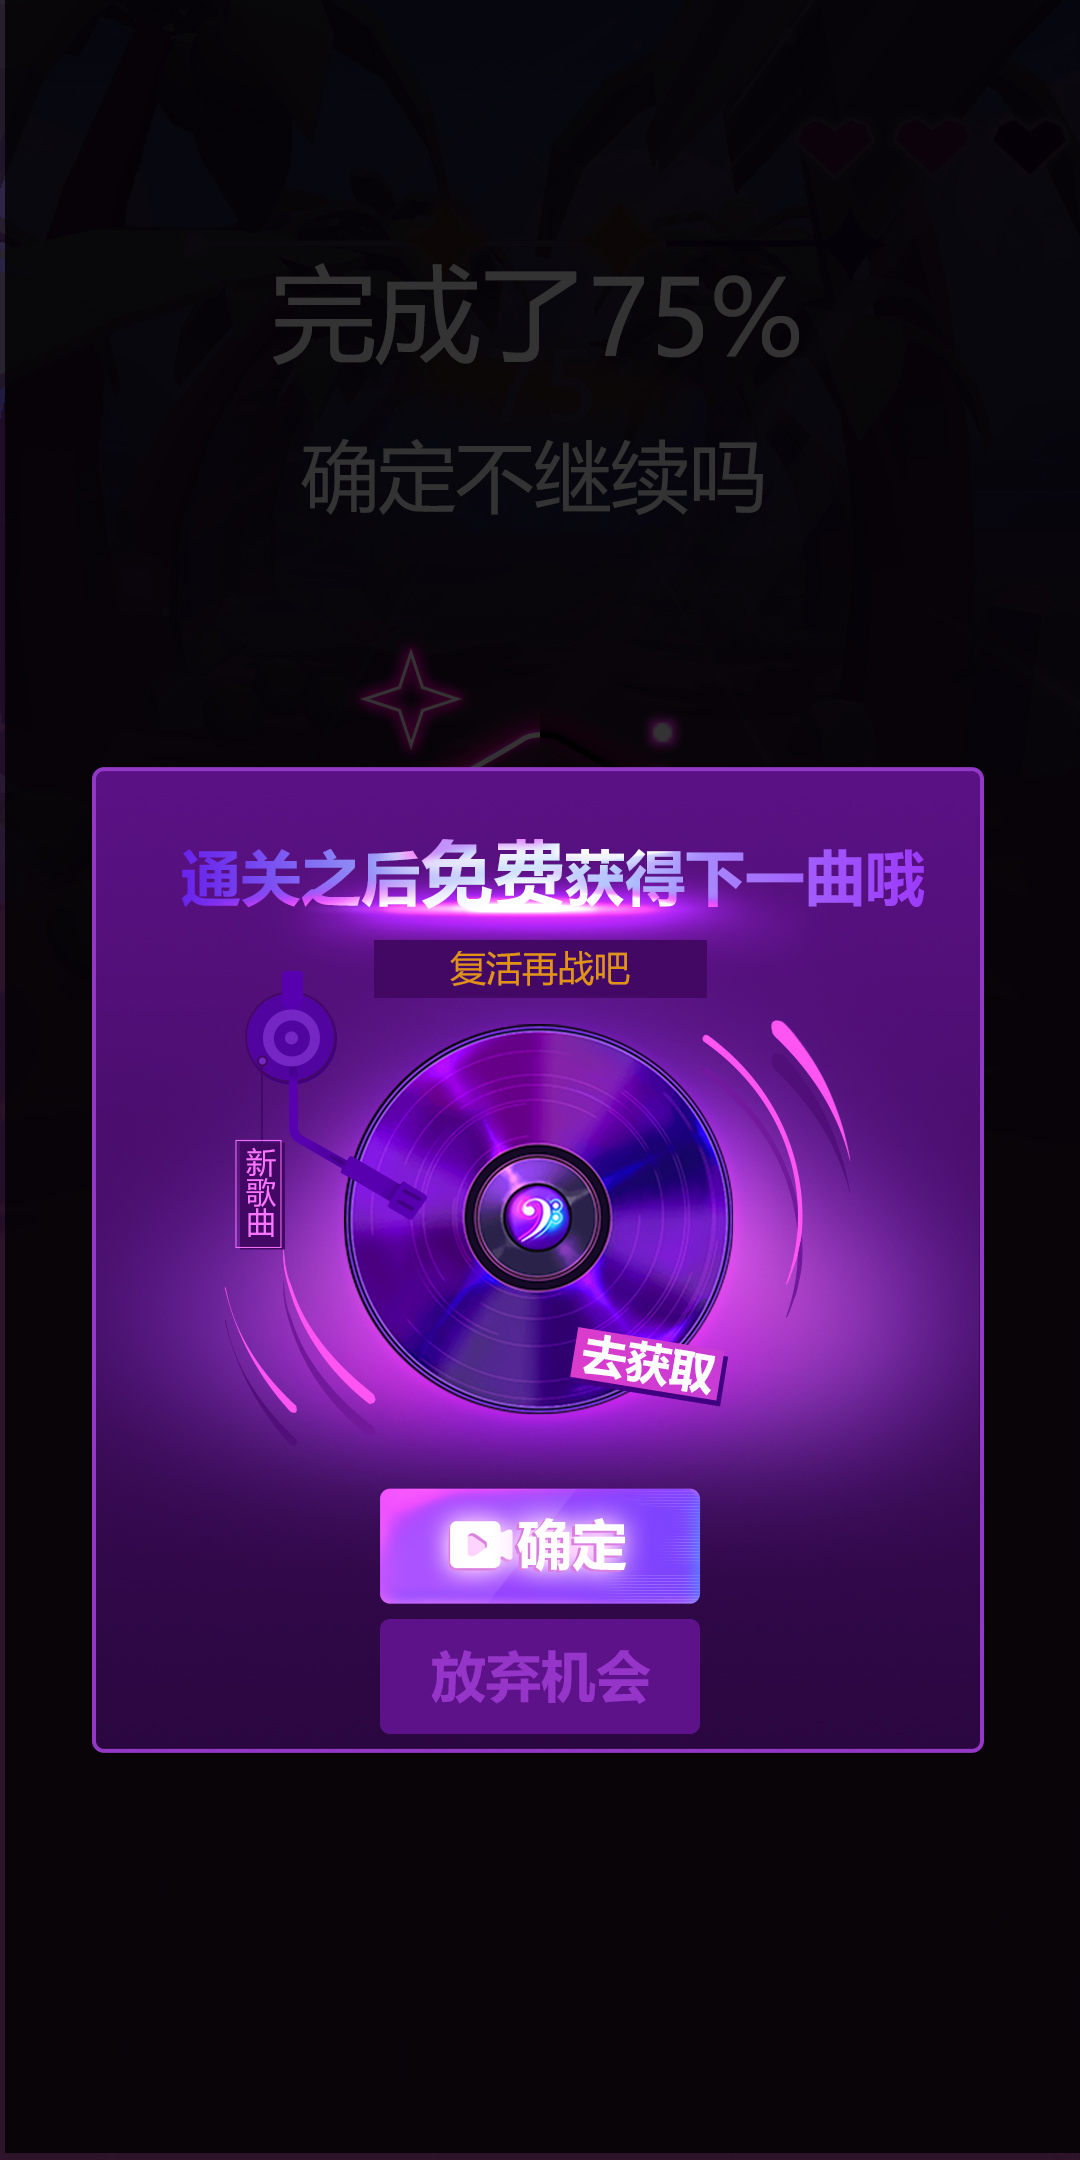 完成了75%
确定不继续吗
通关之后免费获得下一曲哦
复活再战吧
新歌曲
去获取
确定
放弃机会